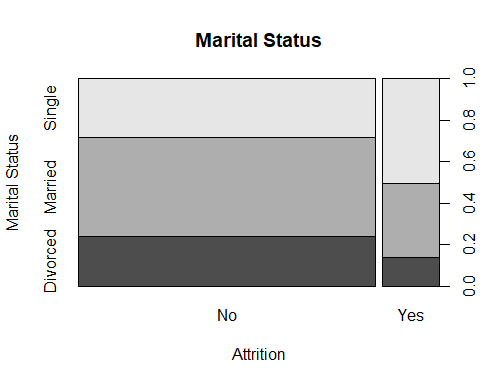 Marital Status
Marital Status
Single
Married
Divorced
1.0
0.8
0.6
0.4
0.2
0.0
No
Yes
Attrition